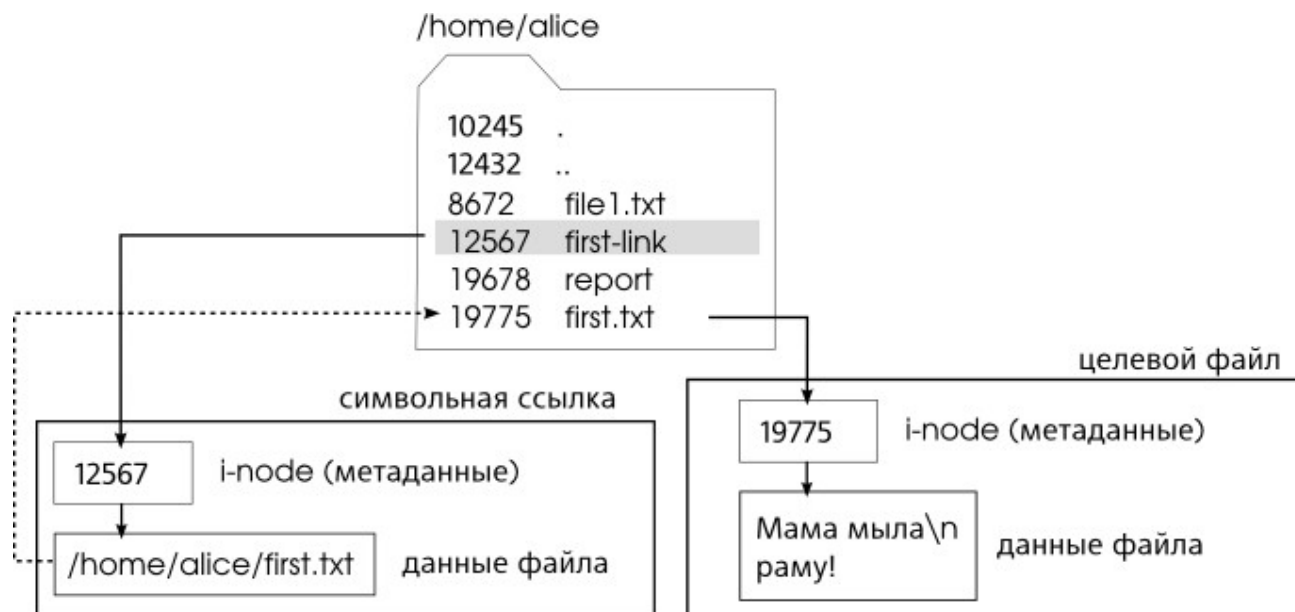 /home/alice
10245 .
12432 ..
8672 file1.txt
12567 first-link
19678 report
19775 first.txt
целевой файл
символьная ссылка
19775 i-node (метаданные)
12567 i-node (метаданные)
Мама мыла\n
раму!
данные файла
/home/alice/first.txt данные файла